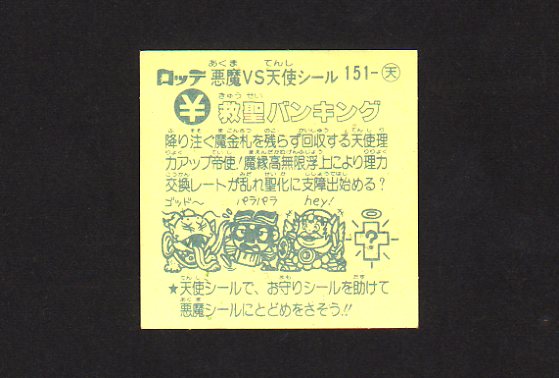 ロッテ 悪魔VS天使シール 151-天
¥ 救聖バンキング
降り注ぐ魔金札を残らず回収する天使理
力アップ帝使!魔縁高無限浮上により理力
交換レートが乱れ聖化に支障出始める?
ゴッド〜 パラパラ hey!
?
★天使シールで、お守りシールを助けて
悪魔シールにとどめをさそう!!